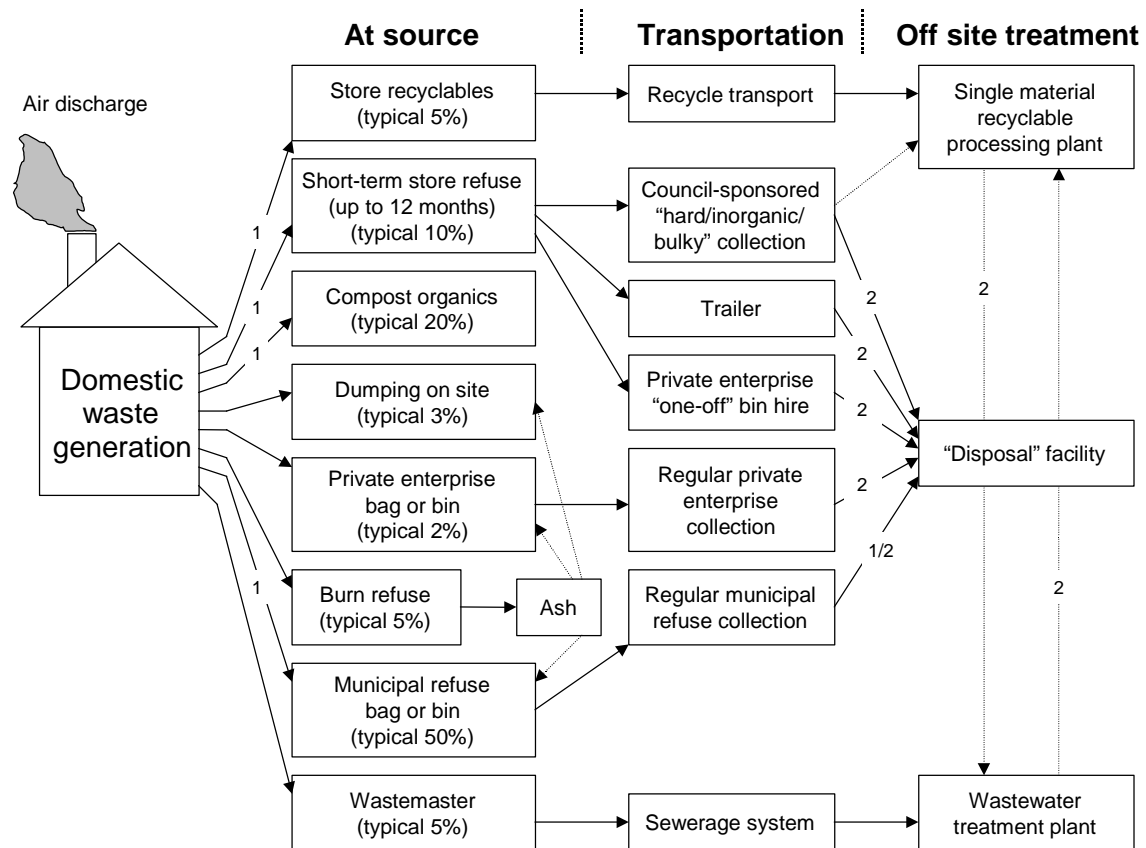 At source
Transportation
Off site treatment
Air discharge
Domestic
waste
generation
1
1
1
1
Store recyclables
(typical 5%)
Short-term store refuse
(up to 12 months)
(typical 10%)
Compost organics
(typical 20%)
Dumping on site
(typical 3%)
Private enterprise
bag or bin
(typical 2%)
Burn refuse
(typical 5%)
Ash
Municipal refuse
bag or bin
(typical 50%)
Wastemaster
(typical 5%)
Recycle transport
Council-sponsored
“hard/inorganic/
bulky” collection
Trailer
Private enterprise
“one-off” bin hire
Regular private
enterprise
collection
Regular municipal
refuse collection
Sewerage system
2
2
2
2
1/2
Single material
recyclable
processing plant
2
“Disposal” facility
2
Wastewater
treatment plant